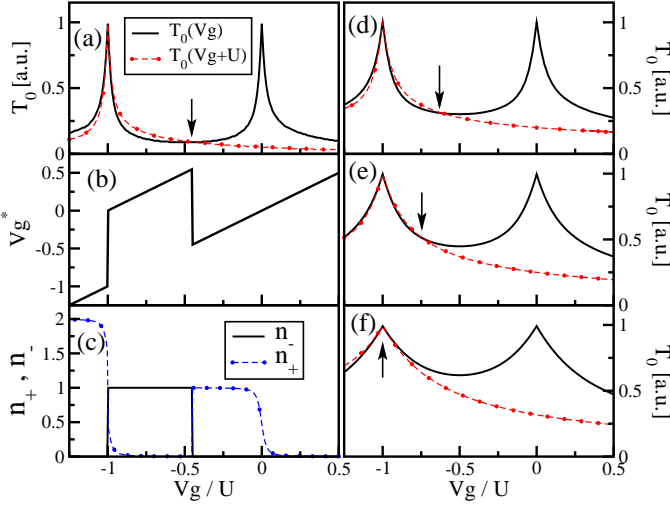 (a)
T0(Vg)
T0(Vg+U)
T0 [a.u.]
1
0.5
0
(b)
Vg*
0.5
0
-0.5
-1
(c)
n-
n+
n+ , n-
2
1.5
1
0.5
0
-1 -0.5 0 0.5
Vg / U
(d)
1
0.5
0
T0 [a.u.]
(e)
1
0.5
0
T0 [a.u.]
(f)
1
0.5
0
T0 [a.u.]
-1 -0.5 0 0.5
Vg / U